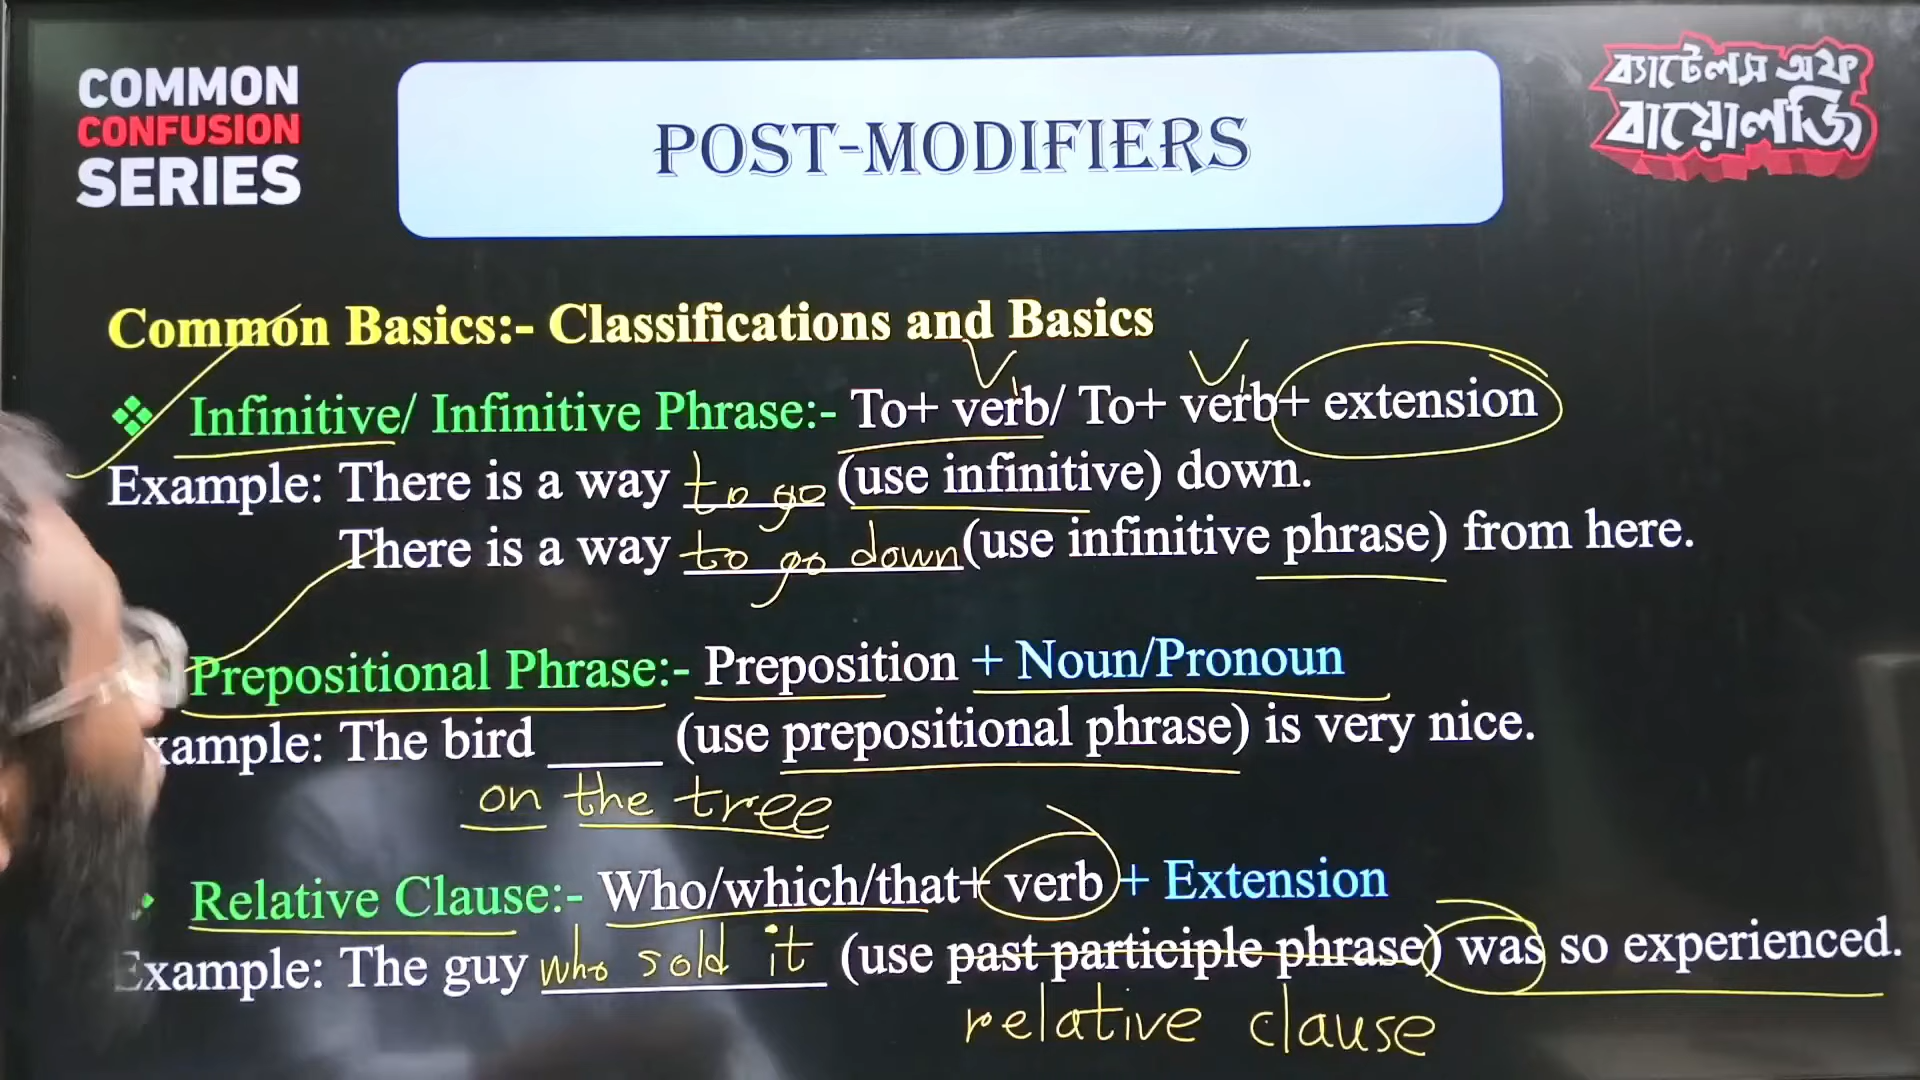 COMMON
CONFUSION
SERIES
POST-MODIFIERS
ব্যাটেলস অফ
বায়োলজি
Common Basics:- Classifications and Basics
❖ Infinitive/ Infinitive Phrase:- To+ verb/ To+ verb+ extension
Example: There is a way to go (use infinitive) down.
There is a way to go down (use infinitive phrase) from here.
Prepositional Phrase:- Preposition + Noun/Pronoun
xample: The bird ____ (use prepositional phrase) is very nice.
on the tree
Relative Clause:- Who/which/that+ verb + Extension
Example: The guy who sold it (use past participle phrase) was so experienced.
relative clause